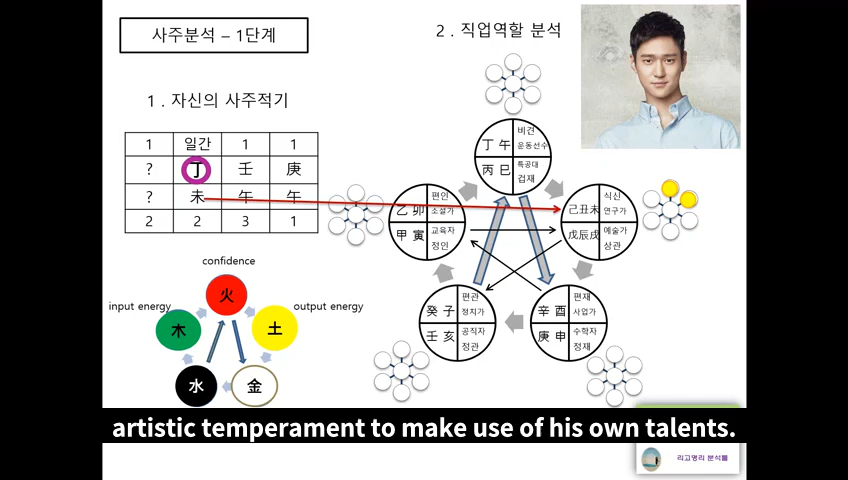 사주분석 – 1단계
2 . 직업역할 분석
1 . 자신의 사주적기
1 일간 1 1
? 丁 壬 庚
? 未 午 午
2 2 3 1
丁 午 비견
운동선수
丙 巳 특공대
겁재
乙 卯 편인
소설가
甲 寅 교육자
정인
己丑未 식신
연구가
戊辰戌 예술가
상관
癸 子 편관
정치가
壬 亥 공직자
정관
辛 酉 편재
사업가
庚 申 수학자
정재
confidence
input energy
output energy
火
木
土
水
金
artistic temperament to make use of his own talents.
리고명리 분석툴